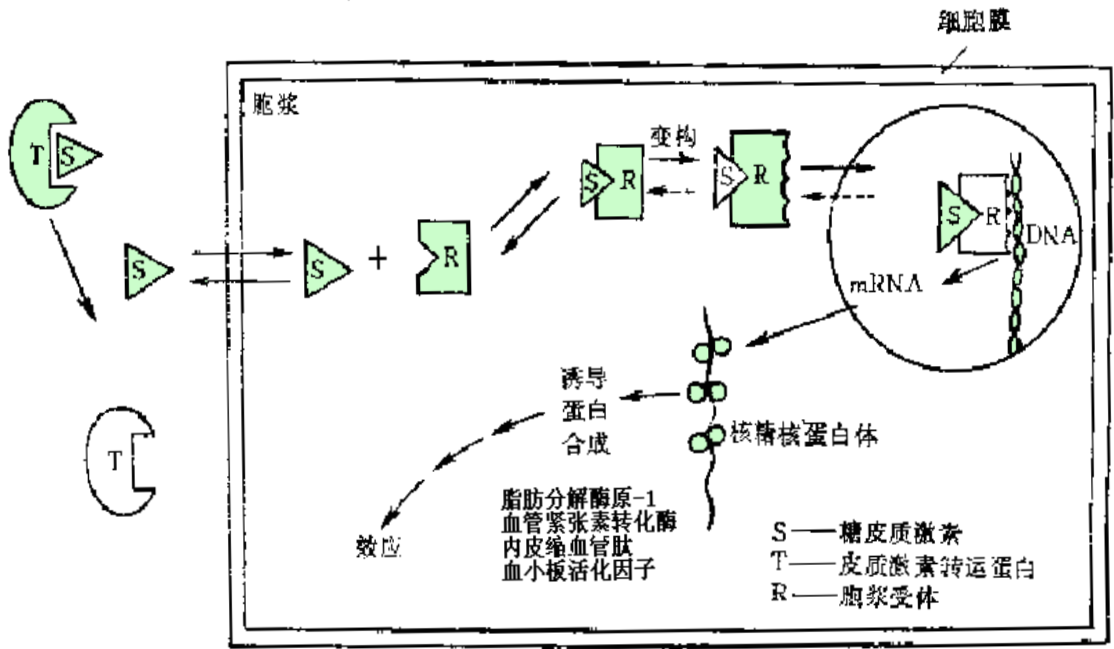 细胞膜
胞浆
T S
S
S + R
S R
变构
S R
S R
DNA
mRNA
诱导
蛋白
合成
核糖核蛋白体
T
效应
脂肪分解酶原-1
血管紧张素转化酶
内皮缩血管肽
血小板活化因子
S——糖皮质激素
T——皮质激素转运蛋白
R——胞浆受体